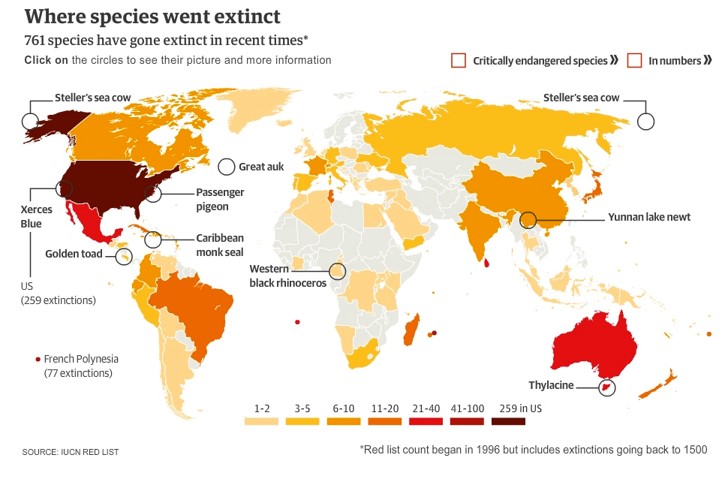 Where species went extinct
761 species have gone extinct in recent times*
Click on the circles to see their picture and more information
Critically endangered species » In numbers »
Steller's sea cow
Steller's sea cow
Great auk
Passenger
pigeon
Xerces
Blue
Yunnan lake newt
Caribbean
monk seal
Golden toad
Western
black rhinoceros
US
(259 extinctions)
French Polynesia
(77 extinctions)
Thylacine
1-2 3-5 6-10 11-20 21-40 41-100 259 in US
SOURCE: IUCN RED LIST
*Red list count began in 1996 but includes extinctions going back to 1500